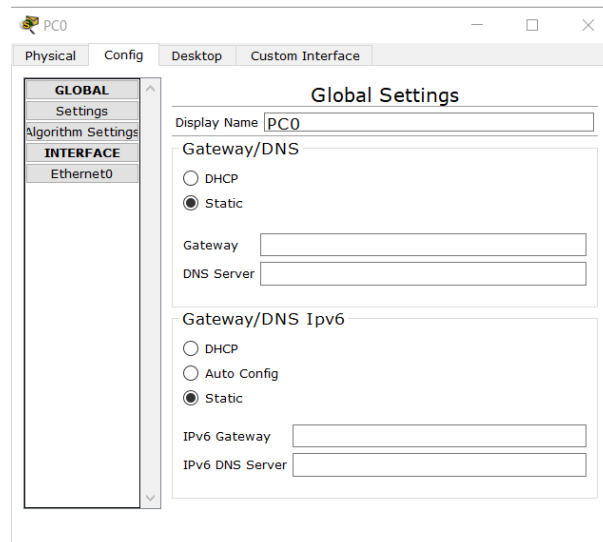 PC0
Physical Config Desktop Custom Interface
GLOBAL
Settings
Algorithm Settings
INTERFACE
Ethernet0
Global Settings
Display Name PC0
Gateway/DNS
DHCP
Static
Gateway
DNS Server
Gateway/DNS Ipv6
DHCP
Auto Config
Static
IPv6 Gateway
IPv6 DNS Server